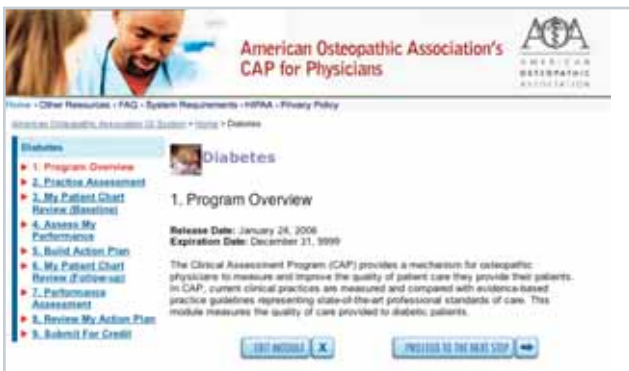 American Osteopathic Association's
CAP for Physicians
AOA
AMERICAN
OSTEOPATHIC
ASSOCIATION
Home • Other Resources • FAQ • System Requirements • HIPAA • Privacy Policy
American Osteopathic Association > Home > Diabetes
Diabetes
1. Program Overview
2. Practice Assessment
3. My Patient Chart
Review (Baseline)
4. Assess My
Performance
5. Build Action Plan
6. My Patient Chart
Review (Follow-up)
7. Performance
Assessment
8. Review My Action Plan
9. Submit For Credit
Diabetes
1. Program Overview
Release Date: January 26, 2006
Expiration Date: December 31, 9999
The Clinical Assessment Program (CAP) provides a mechanism for osteopathic
physicians to measure and improve the quality of patient care they provide their patients.
In CAP, current clinical practices are measured and compared with evidence-based
practice guidelines representing state-of-the-art professional standards of care. This
module measures the quality of care provided to diabetic patients.
EXIT MODULE X
PROCEED TO THE NEXT STEP